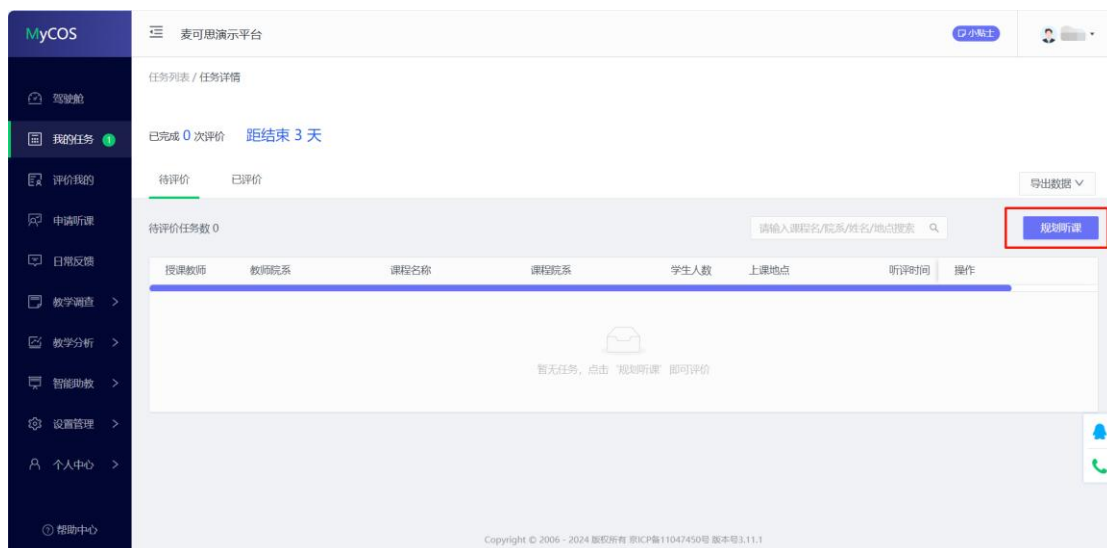 MyCOS
麦可思演示平台
小贴士
任务列表 / 任务详情
驾驶舱
我的任务 1
评价我的
申请听课
日常反馈
教学调查 >
教学分析 >
智能助教 >
设置管理 >
个人中心 >
帮助中心
已完成 0 次评价 距结束 3 天
待评价 已评价
导出数据
待评价任务数 0
请输入课程名/院系/姓名/地点搜索
规划听课
授课教师 教师院系 课程名称 课程院系 学生人数 上课地点 听评时间 操作
暂无任务，点击 '规划听课' 即可评价
Copyright © 2006 - 2024 版权所有 京ICP备11047450号 版本号3.11.1